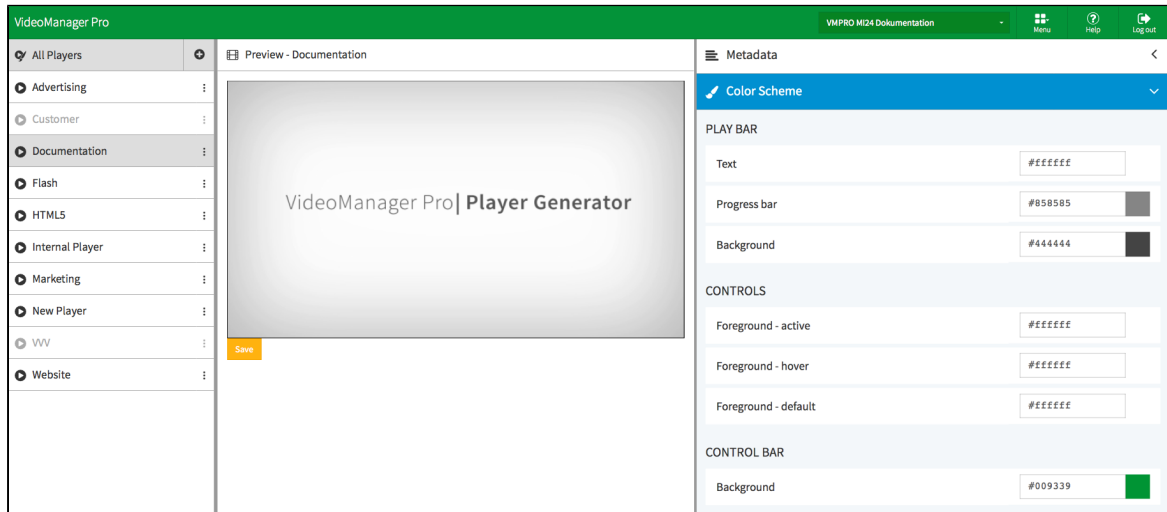 VideoManager Pro
VMPRO MI24 Dokumentation
Menu
Help
Log out
All Players
Advertising
Customer
Documentation
Flash
HTML5
Internal Player
Marketing
New Player
VVV
Website
Preview - Documentation
VideoManager Pro| Player Generator
Save
Metadata
Color Scheme
PLAY BAR
Text #ffffff
Progress bar #858585
Background #444444
CONTROLS
Foreground - active #ffffff
Foreground - hover #ffffff
Foreground - default #ffffff
CONTROL BAR
Background #009339